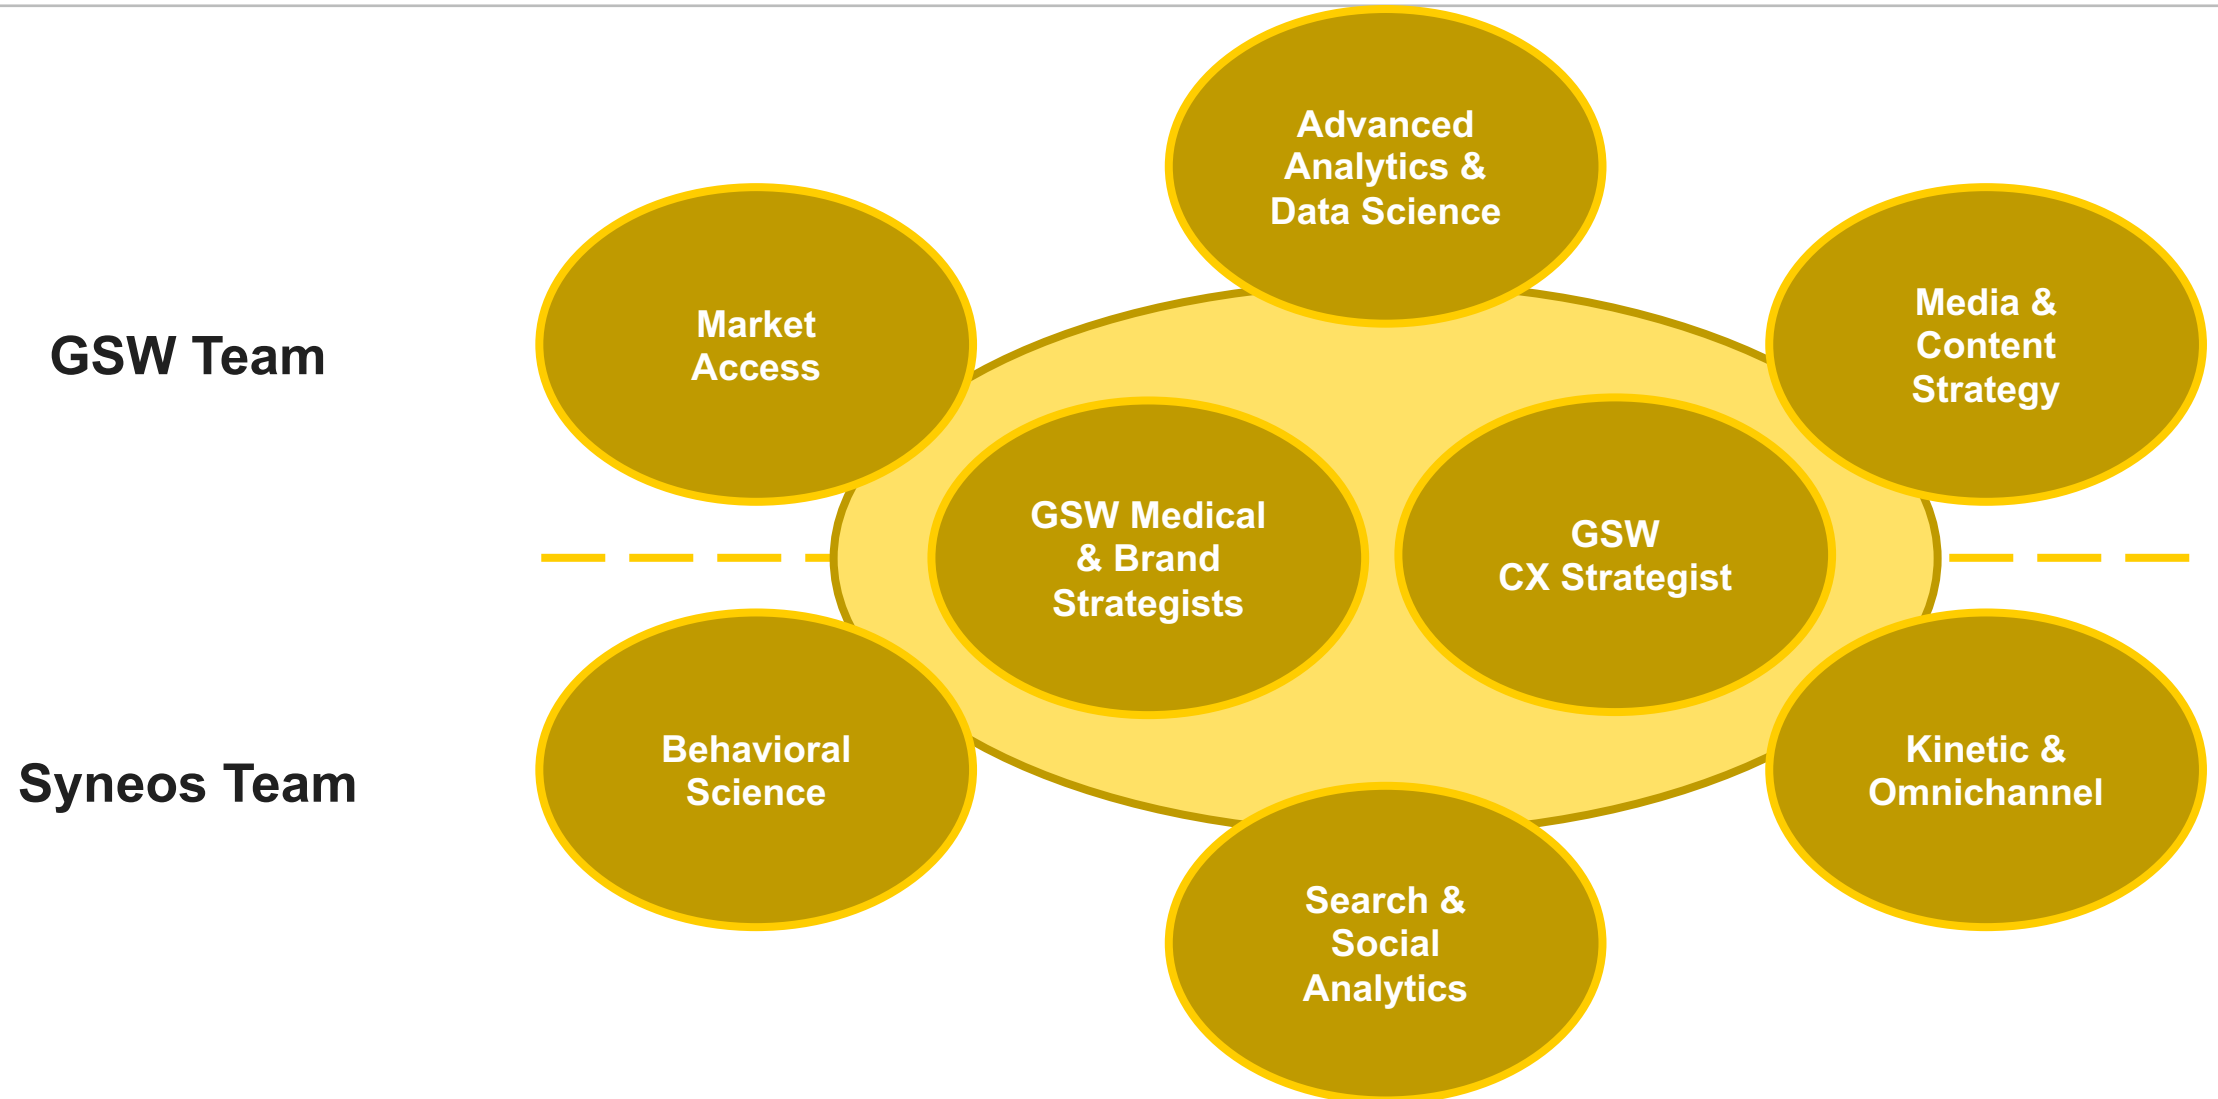 Advanced
Analytics &
Data Science
Market
Access
Media &
Content
Strategy
GSW Team
GSW Medical
& Brand
Strategists
GSW
CX Strategist
Syneos Team
Behavioral
Science
Kinetic &
Omnichannel
Search &
Social
Analytics